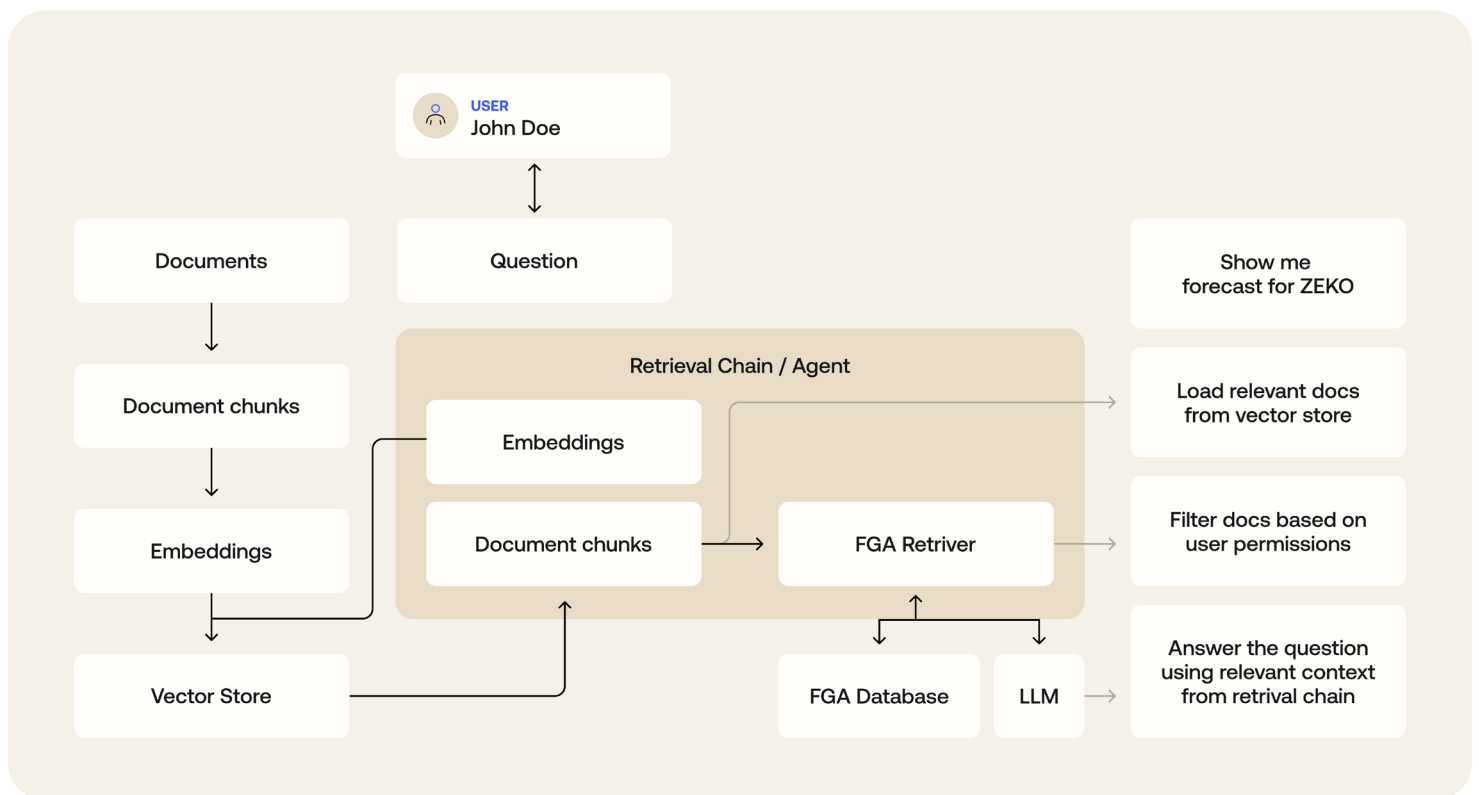 USER
John Doe
Documents
Question
Show me
forecast for ZEKO
Retrieval Chain / Agent
Document chunks
Embeddings
Load relevant docs
from vector store
Embeddings
Document chunks
FGA Retriver
Filter docs based on
user permissions
Vector Store
FGA Database
LLM
Answer the question
using relevant context
from retrival chain